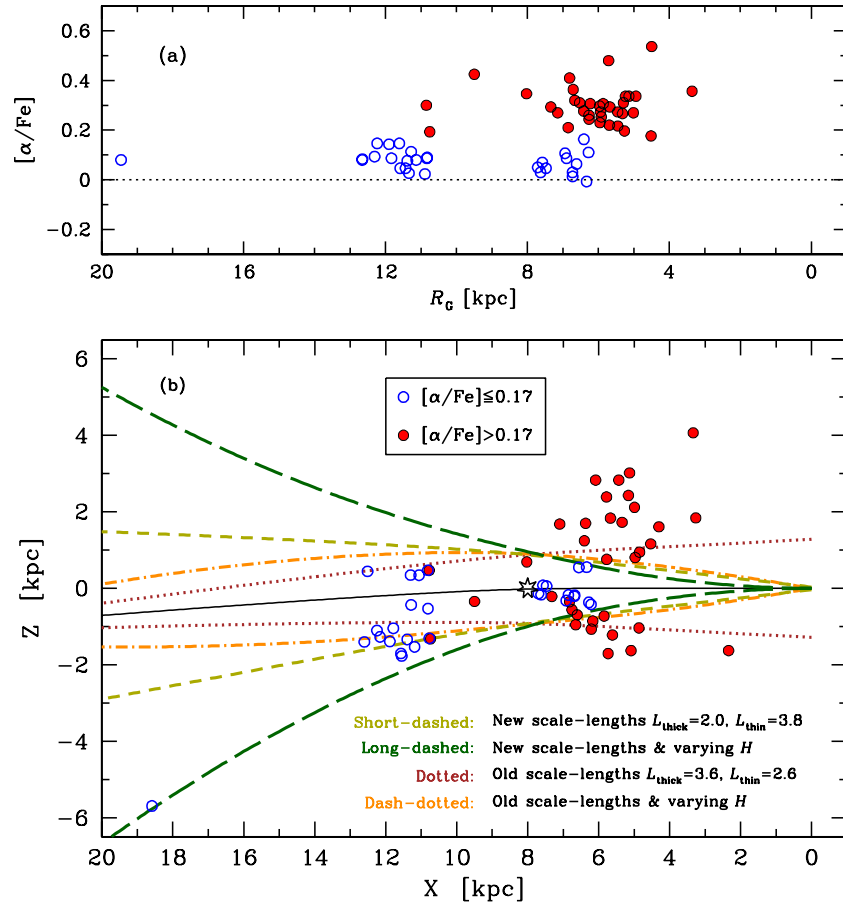 0.6
(a)
0.4
0.2
0
−0.2
[α/Fe]
20 16 12 8 4 0
R_G [kpc]
6
(b)
[α/Fe]≤0.17
[α/Fe]>0.17
4
2
0
−2
−4
−6
Z [kpc]
Short-dashed: New scale-lengths L_thick=2.0, L_thin=3.8
Long-dashed: New scale-lengths & varying H
Dotted: Old scale-lengths L_thick=3.6, L_thin=2.6
Dash-dotted: Old scale-lengths & varying H
20 18 16 14 12 10 8 6 4 2 0
X [kpc]